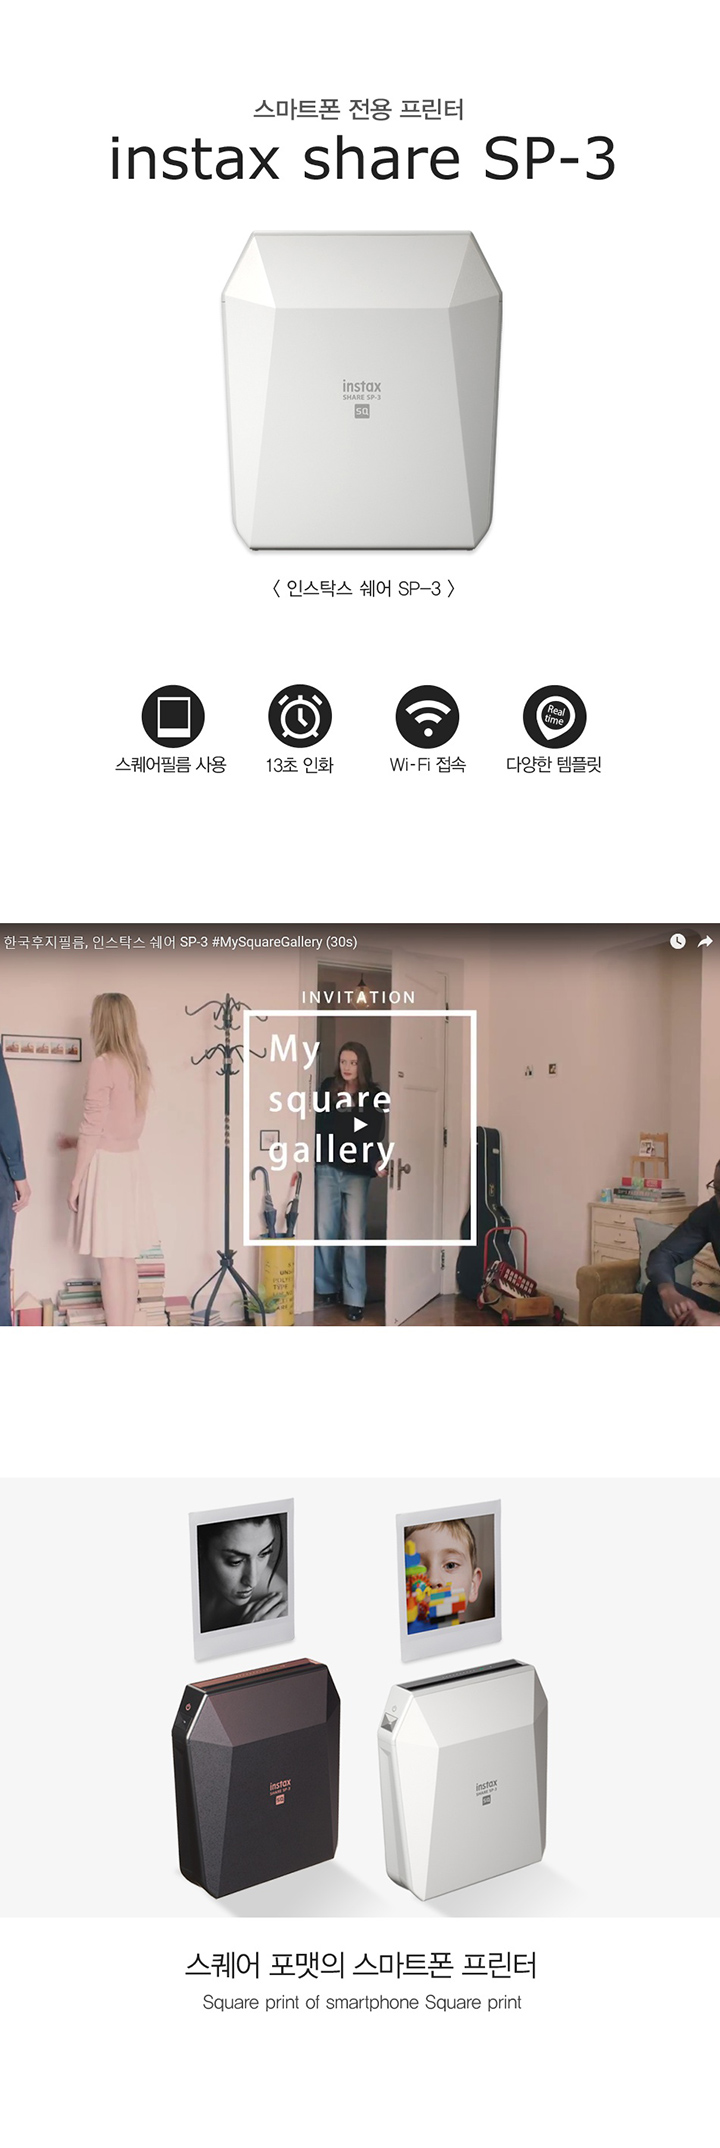 스마트폰 전용 프린터
instax share SP-3
instax
SHARE SP-3
SQ
〈 인스탁스 쉐어 SP-3 〉
Real
time
스퀘어필름 사용
13초 인화
Wi-Fi 접속
다양한 템플릿
한국후지필름, 인스탁스 쉐어 SP-3 #MySquareGallery (30s)
INVITATION
My
square
gallery
instax
SHARE SP-3
SQ
instax
SHARE SP-3
SQ
스퀘어 포맷의 스마트폰 프린터
Square print of smartphone Square print